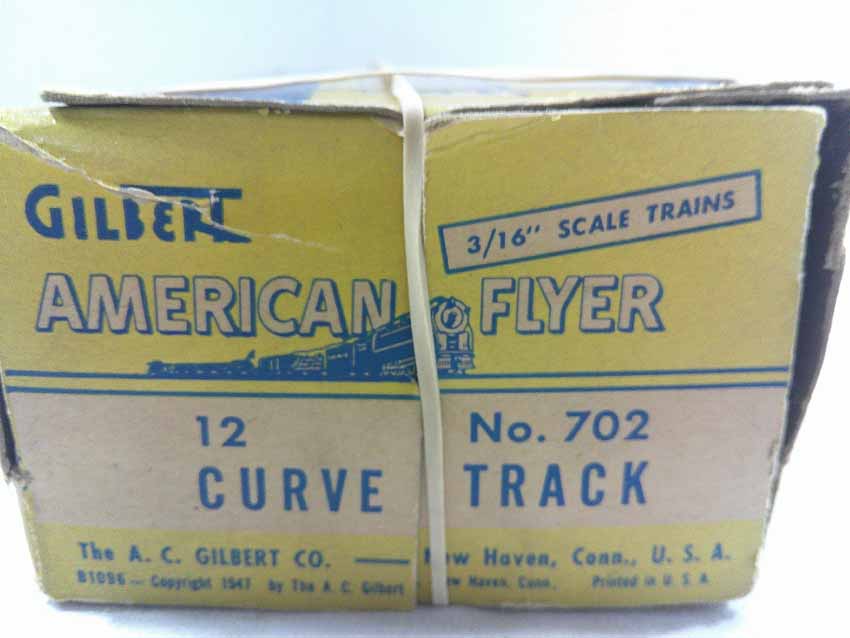 GILBERT
3/16" SCALE TRAINS
AMERICAN FLYER
12 No. 702
CURVE TRACK
The A. C. GILBERT CO. — New Haven, Conn., U. S. A.
B1096 — Copyright 1947 by The A. C. Gilbert New Haven, Conn. Printed in U. S. A.